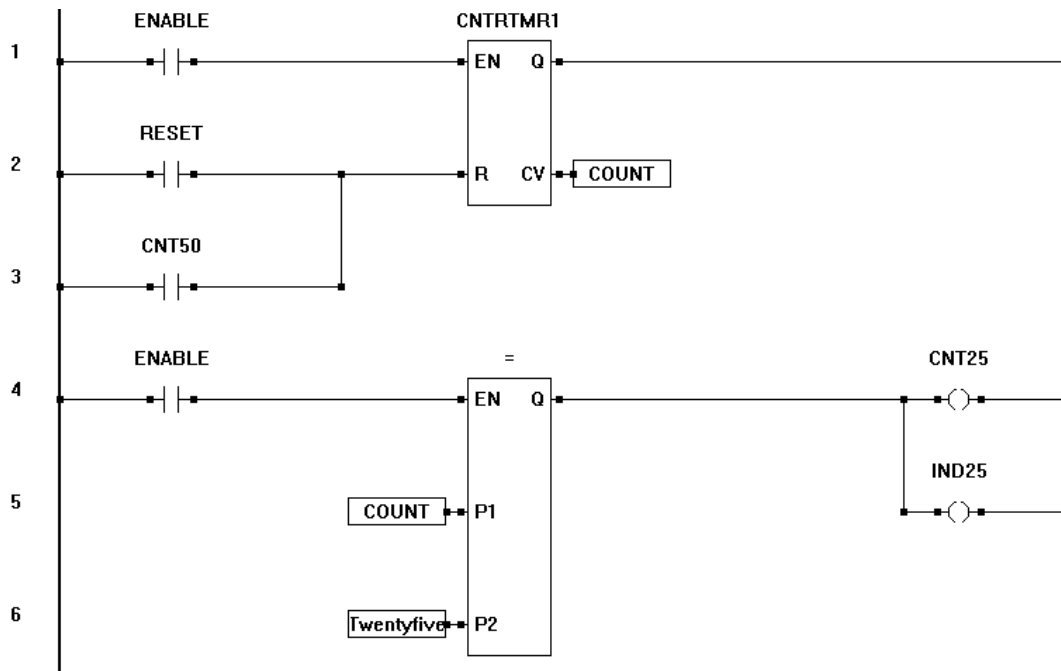 ENABLE CNTRTMR1
1 EN Q
RESET
2 R CV COUNT
CNT50
3
ENABLE = CNT25
4 EN Q
IND25
5 COUNT P1
6 Twentyfive P2